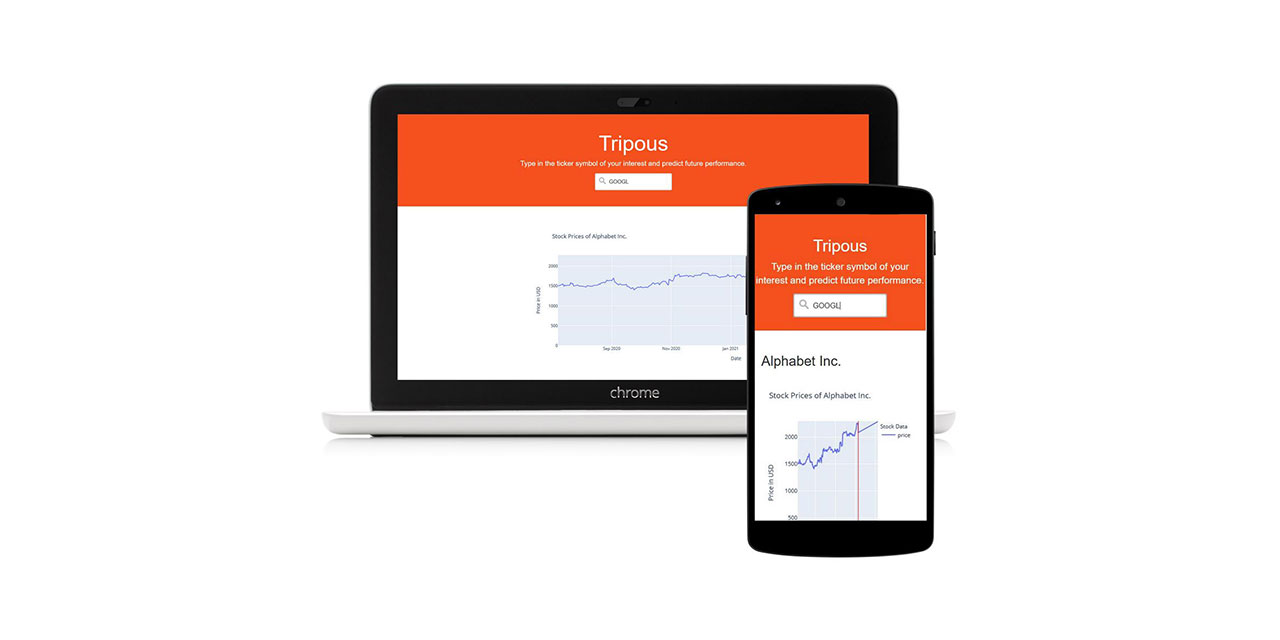 Tripous
Type in the ticker symbol of your interest and predict future performance.
GOOGL
Stock Prices of Alphabet Inc.
2000
1500
1000
500
0
Price in USD
Sep 2020
Nov 2020
Jan 2021
Date
chrome
Tripous
Type in the ticker symbol of your
interest and predict future performance.
GOOGL
Alphabet Inc.
Stock Prices of Alphabet Inc.
2000
1500
1000
500
Price in USD
Stock Data
price